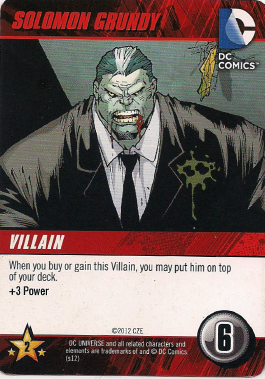 SOLOMON GRUNDY
DC COMICS™
VILLAIN
When you buy or gain this Villain, you may put him on top
of your deck.
+3 Power
©2012 CZE
2
DC UNIVERSE and all related characters and
elements are trademarks of and © DC Comics.
(s12)
6